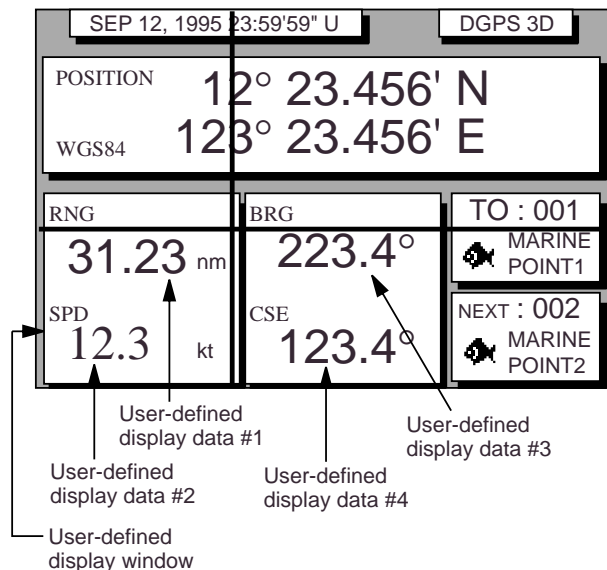 SEP 12, 1995 23:59'59" U
DGPS 3D
POSITION
12° 23.456' N
WGS84
123° 23.456' E
RNG
31.23 nm
BRG
223.4°
TO : 001
MARINE
POINT1
SPD
12.3 kt
CSE
123.4°
NEXT : 002
MARINE
POINT2
User-defined
display data #1
User-defined
display data #3
User-defined
display data #2
User-defined
display data #4
User-defined
display window